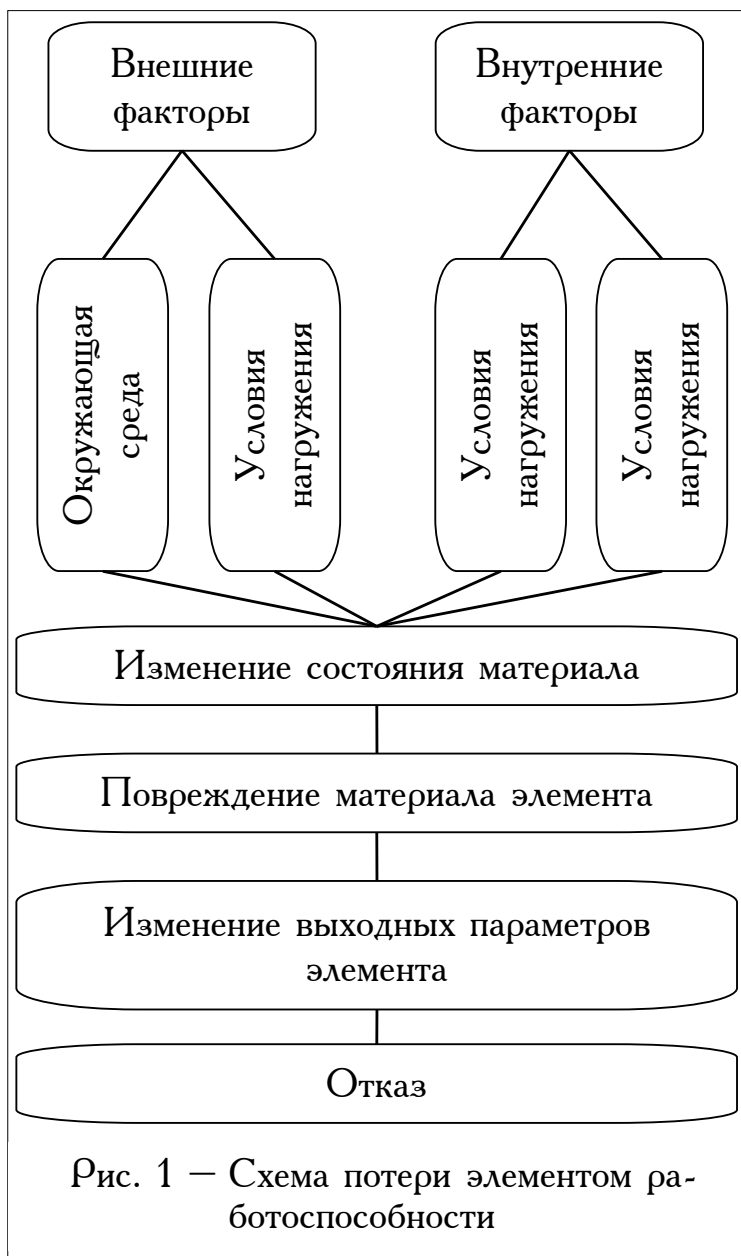 Внешние
факторы
Внутренние
факторы
Окружающая
среда
Условия
нагружения
Условия
нагружения
Условия
нагружения
Изменение состояния материала
Повреждение материала элемента
Изменение выходных параметров
элемента
Отказ
Рис. 1 – Схема потери элементом ра-
ботоспособности